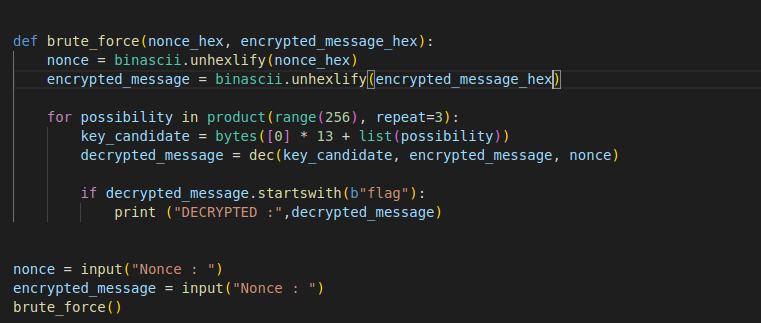 def brute_force(nonce_hex, encrypted_message_hex):
    nonce = binascii.unhexlify(nonce_hex)
    encrypted_message = binascii.unhexlify(encrypted_message_hex)
    for possibility in product(range(256), repeat=3):
        key_candidate = bytes([0] * 13 + list(possibility))
        decrypted_message = dec(key_candidate, encrypted_message, nonce)
        if decrypted_message.startswith(b"flag"):
            print ("DECRYPTED :",decrypted_message)
nonce = input("Nonce : ")
encrypted_message = input("Nonce : ")
brute_force()